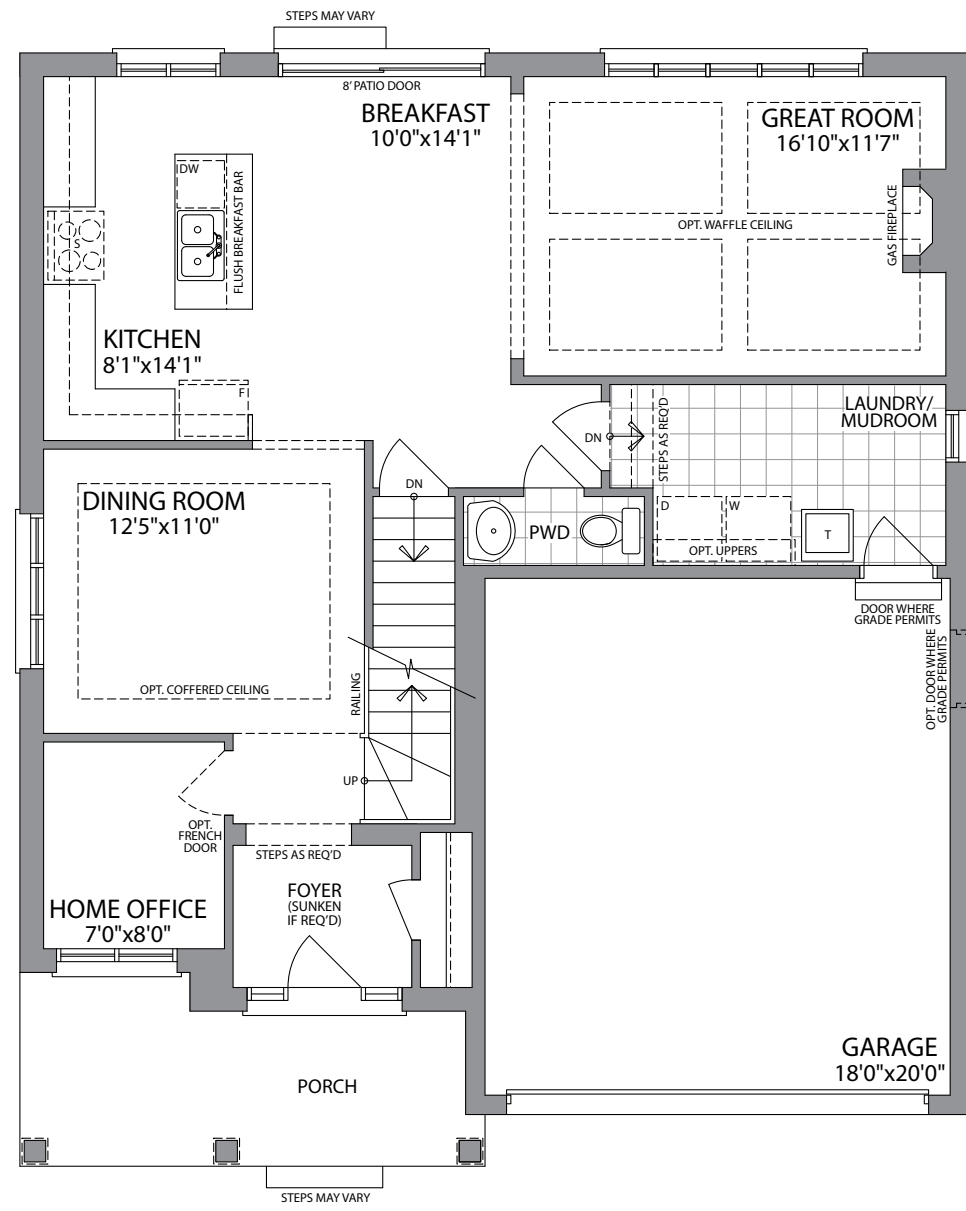 STEPS MAY VARY
8' PATIO DOOR
BREAKFAST
10'0"x14'1"
GREAT ROOM
16'10"x11'7"
DW
FLUSH BREAKFAST BAR
S
OPT. WAFFLE CEILING
GAS FIREPLACE
KITCHEN
8'1"x14'1"
F
LAUNDRY/
MUDROOM
DN
STEPS AS REQ'D
DINING ROOM
12'5"x11'0"
DN
PWD
D
W
OPT. UPPERS
T
DOOR WHERE
GRADE PERMITS
OPT. DOOR WHERE
GRADE PERMITS
OPT. COFFERED CEILING
RAILING
UP
OPT.
FRENCH
DOOR
STEPS AS REQ'D
FOYER
(SUNKEN
IF REQ'D)
HOME OFFICE
7'0"x8'0"
GARAGE
18'0"x20'0"
PORCH
STEPS MAY VARY